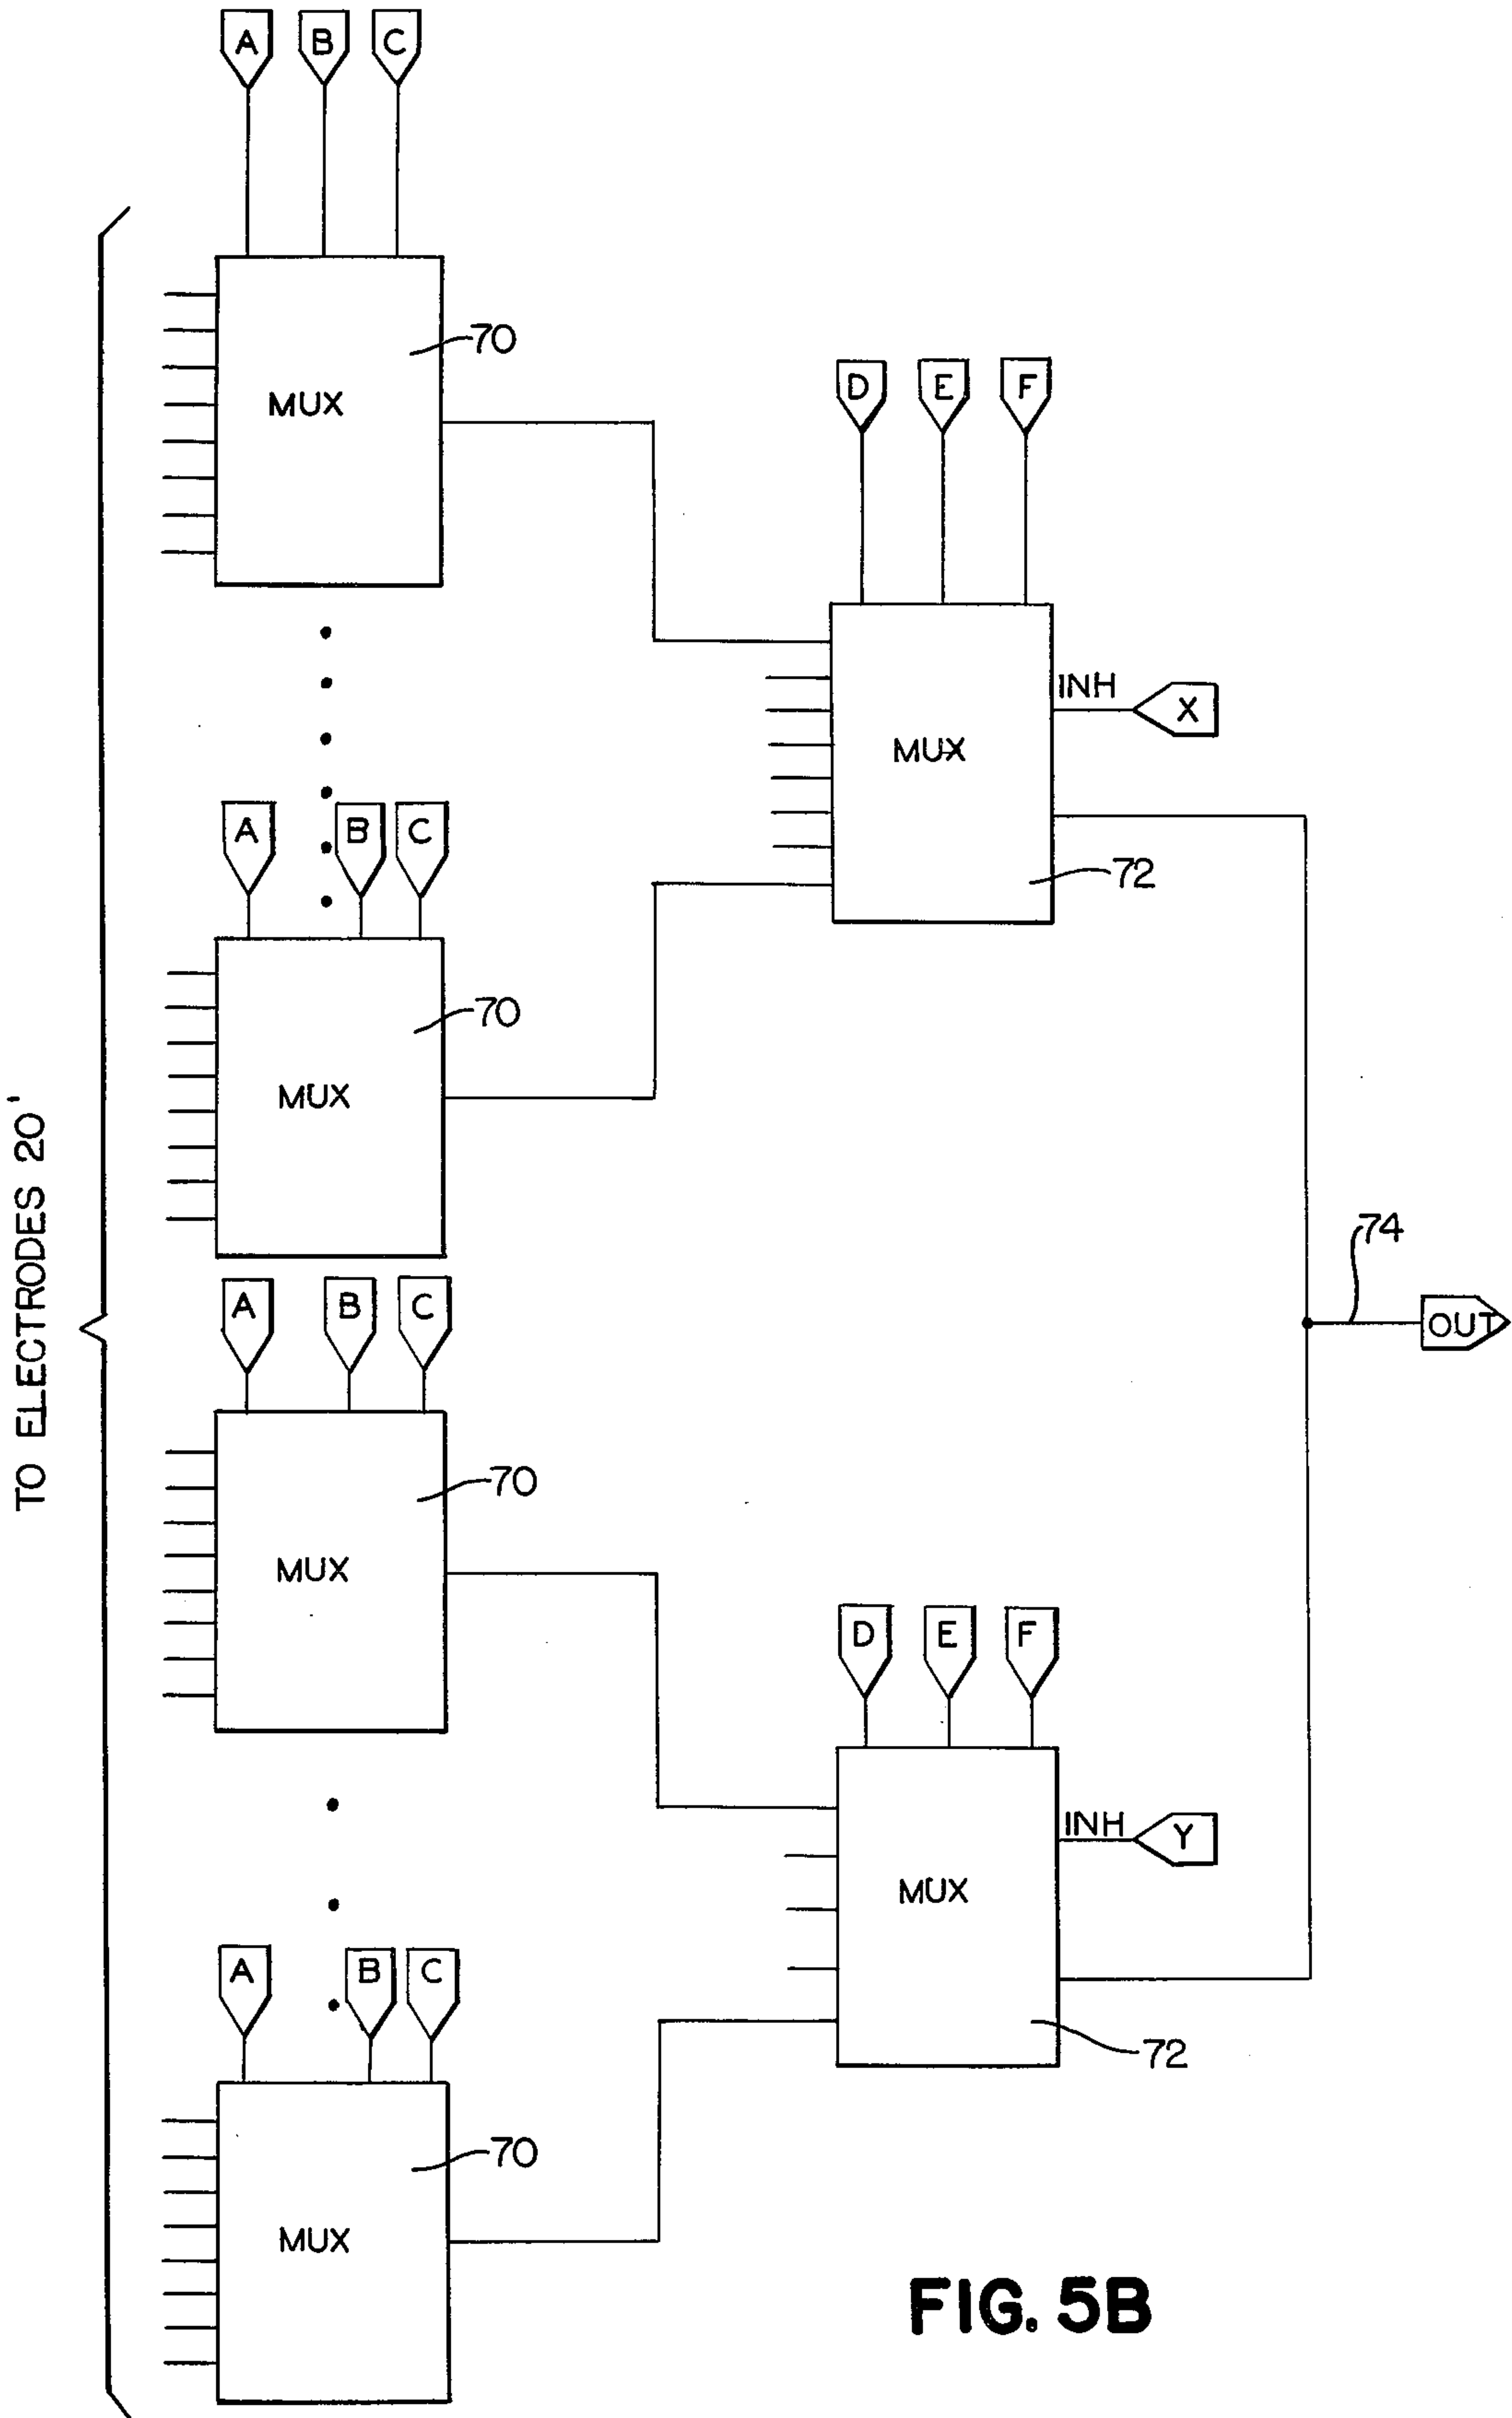 A B C
70
MUX
D E F
INH X
MUX
72
A B C
70
MUX
TO ELECTRODES 20'
74
OUT
A B C
70
MUX
D E F
INH Y
MUX
72
A B C
70
MUX
FIG. 5B